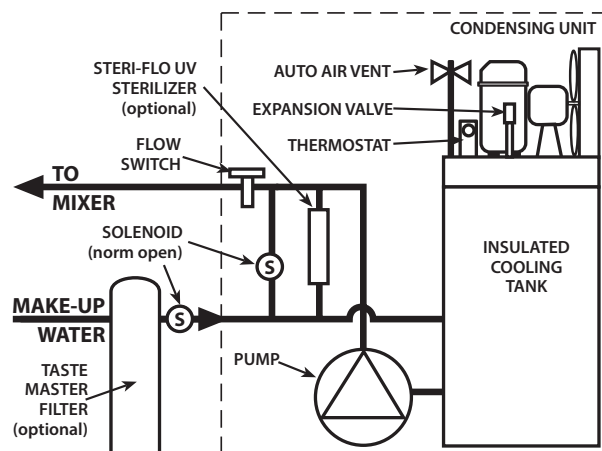 CONDENSING UNIT
STERI-FLO UV
STERILIZER
(optional)
AUTO AIR VENT
EXPANSION VALVE
THERMOSTAT
FLOW
SWITCH
TO
MIXER
SOLENOID
(norm open)
S
S
INSULATED
COOLING
TANK
MAKE-UP
WATER
PUMP
TASTE
MASTER
FILTER
(optional)